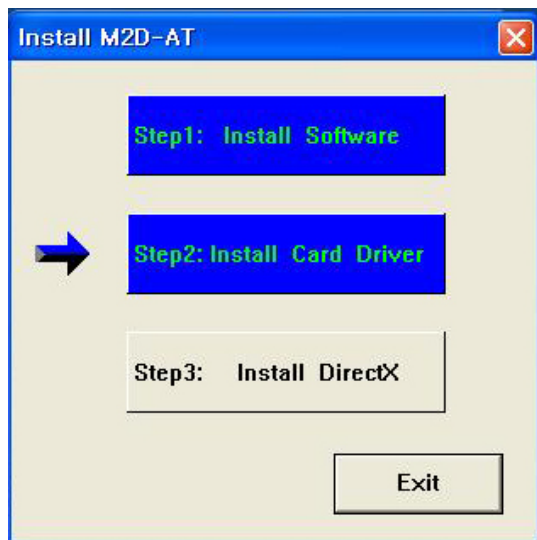 Install M2D-AT
Step1: Install Software
Step2: Install Card Driver
Step3: Install DirectX
Exit